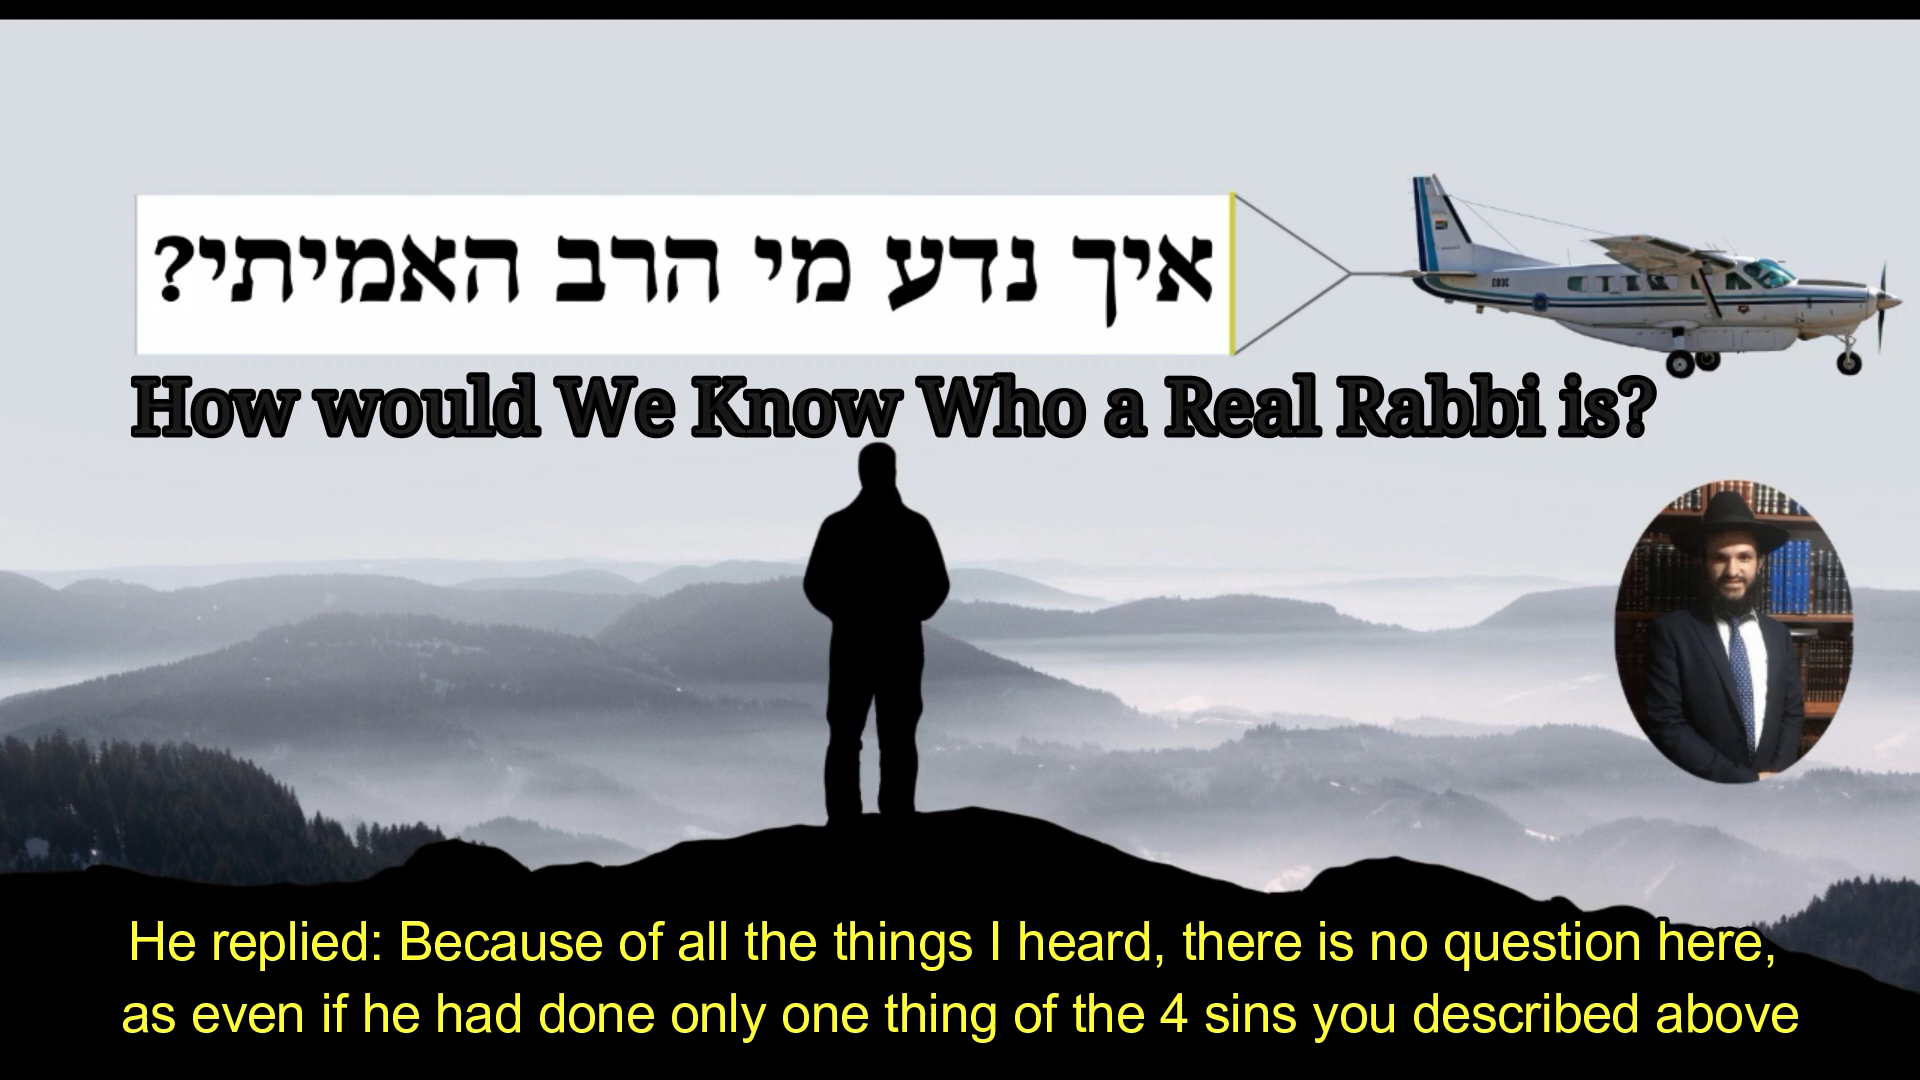 איך נדע מי הרב האמיתי?
How would We Know Who a Real Rabbi is?
He replied: Because of all the things I heard, there is no question here,
as even if he had done only one thing of the 4 sins you described above